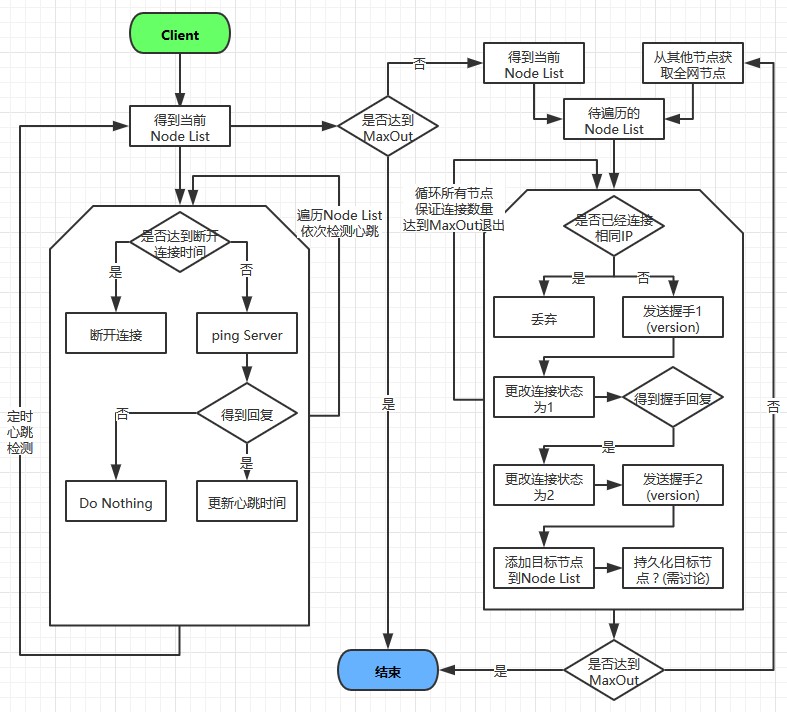 Client
得到当前
Node List
是否达到
MaxOut
否
得到当前
Node List
从其他节点获
取全网节点
待遍历的
Node List
遍历Node List
依次检测心跳
是否达到断开
连接时间
是
否
断开连接
ping Server
得到回复
否
是
Do Nothing
更新心跳时间
定时
心跳
检测
是
循环所有节点
保证连接数量
达到MaxOut退出
是否已经连接
相同IP
是
否
丢弃
发送握手1
(version)
更改连接状态
为1
得到握手回复
是
更改连接状态
为2
发送握手2
(version)
添加目标节点
到Node List
持久化目标节
点？(需讨论)
否
是否达到
MaxOut
是
结束